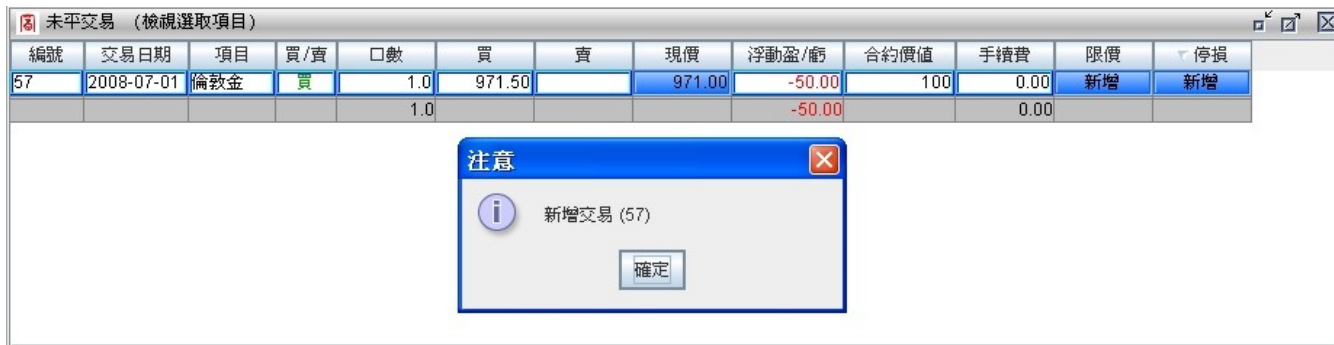 未平交易 (檢視選取項目)
編號 交易日期 項目 買/賣 口數 買 賣 現價 浮動盈/虧 合約價值 手續費 限價 停損
57 2008-07-01 倫敦金 買 1.0 971.50 971.00 -50.00 100 0.00 新增 新增
1.0 -50.00 0.00
注意
新增交易 (57)
確定